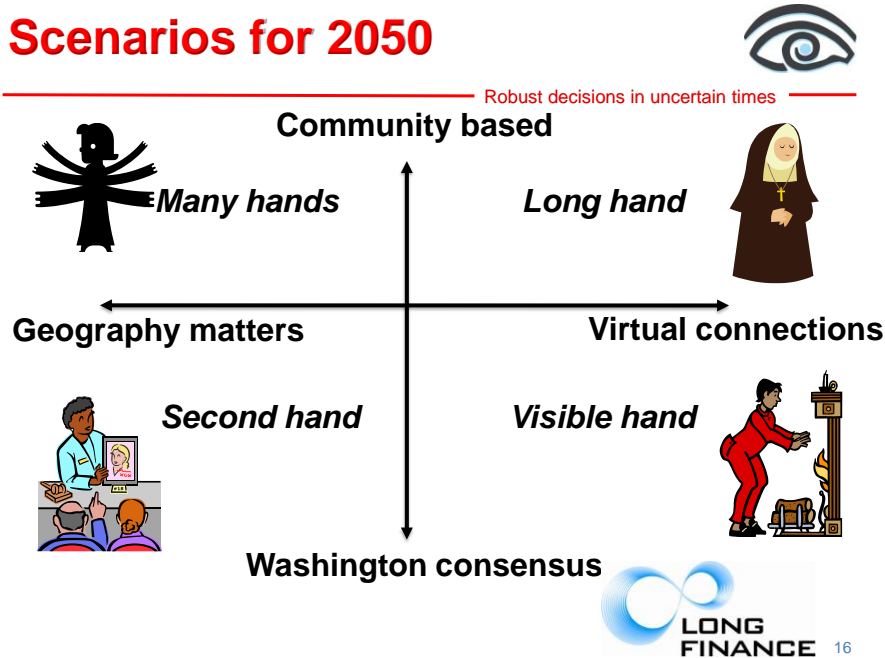 Scenarios for 2050
Robust decisions in uncertain times
Community based
Many hands
Long hand
Geography matters
Virtual connections
Second hand
Visible hand
Washington consensus
LONG
FINANCE
16